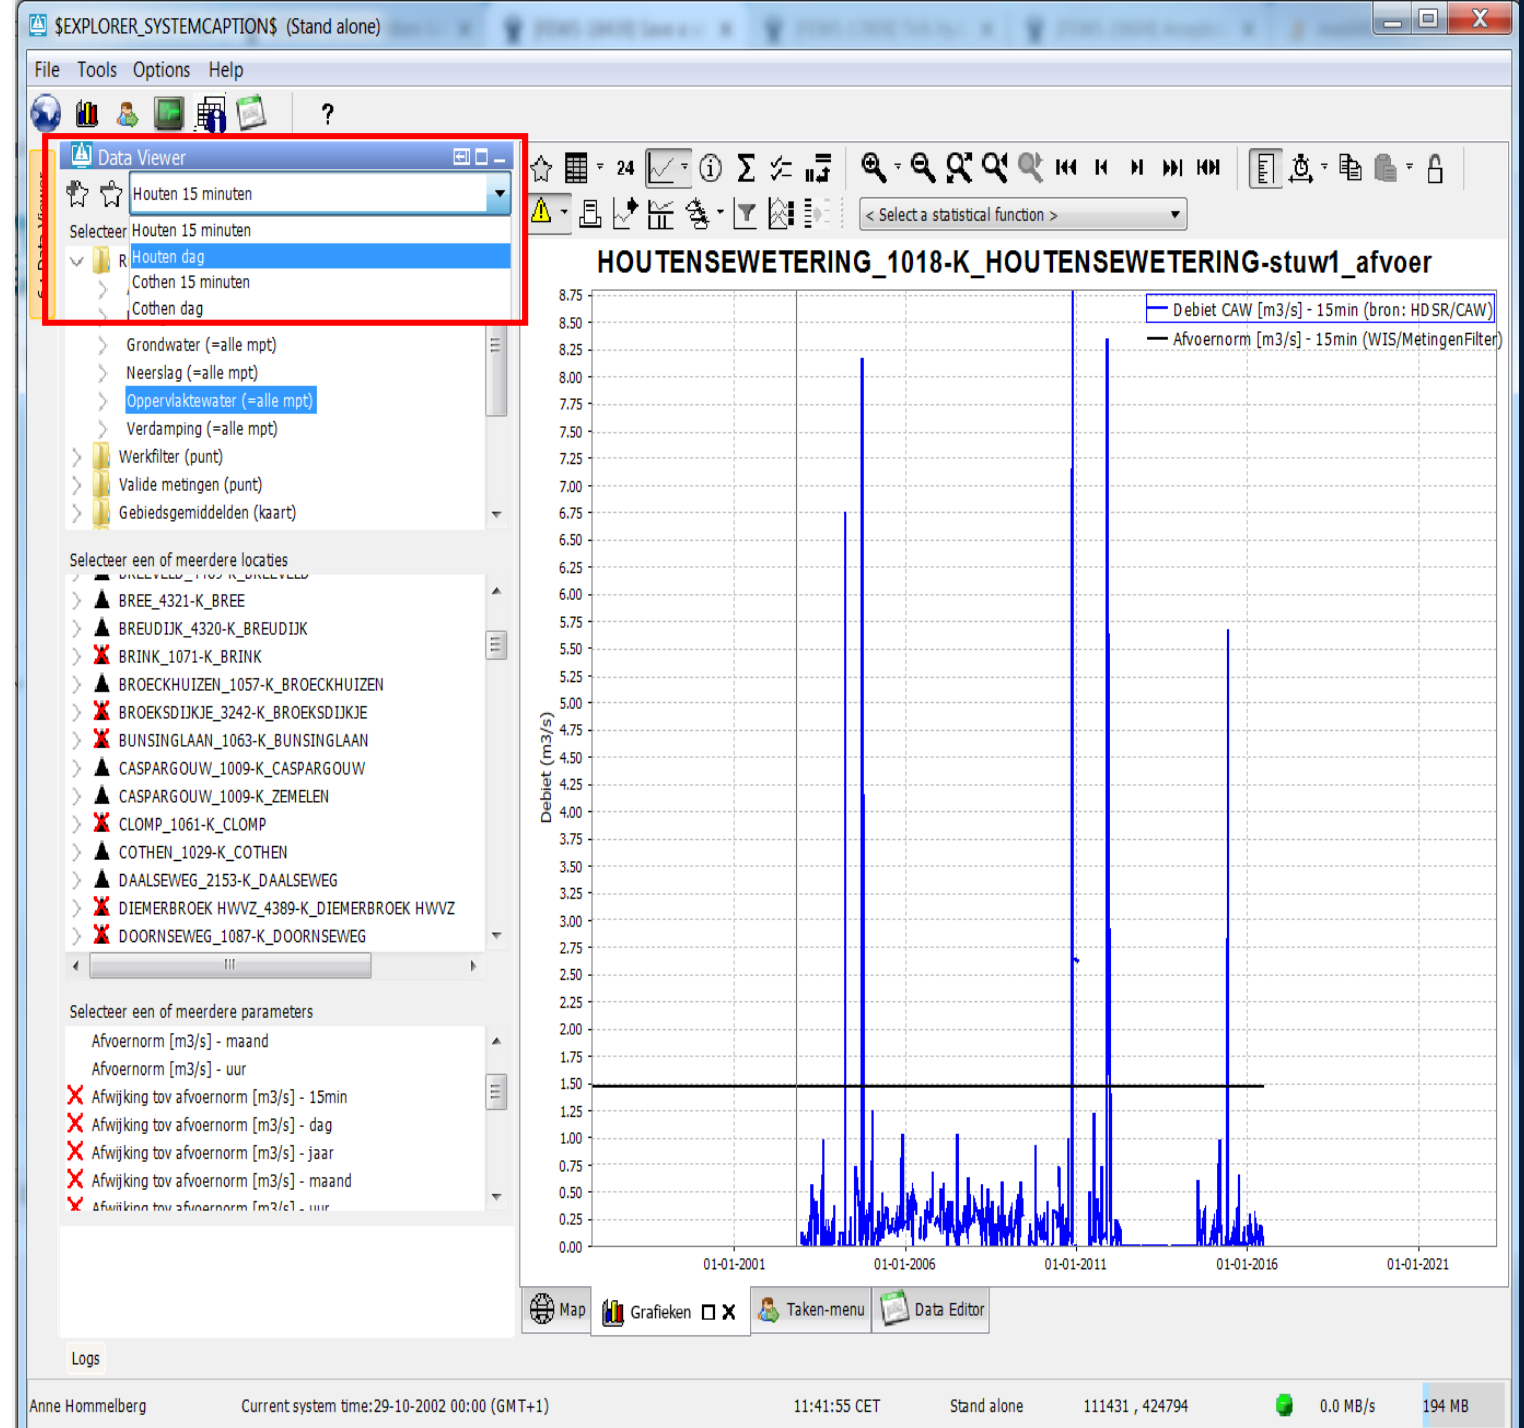 $EXPLORER_SYSTEMCAPTION$ (Stand alone)
File Tools Options Help
?
Data Viewer
Houten 15 minuten
24
< Select a statistical function >
Selecteer
Houten 15 minuten
Houten dag
Cothen 15 minuten
Cothen dag
Grondwater (=alle mpt)
Neerslag (=alle mpt)
Oppervlaktewater (=alle mpt)
Verdamping (=alle mpt)
Werkfilter (punt)
Valide metingen (punt)
Gebiedsgemiddelden (kaart)
Selecteer een of meerdere locaties
BREE_4321-K_BREE
BREUDIJK_4320-K_BREUDIJK
BRINK_1071-K_BRINK
BROECKHUIZEN_1057-K_BROECKHUIZEN
BROEKSDIJKJE_3242-K_BROEKSDIJKJE
BUNSINGLAAN_1063-K_BUNSINGLAAN
CASPARGOUW_1009-K_CASPARGOUW
CASPARGOUW_1009-K_ZEMELEN
CLOMP_1061-K_CLOMP
COTHEN_1029-K_COTHEN
DAALSEWEG_2153-K_DAALSEWEG
DIEMERBROEK HWVZ_4389-K_DIEMERBROEK HWVZ
DOORNSEWEG_1087-K_DOORNSEWEG
Selecteer een of meerdere parameters
Afvoernorm [m3/s] - maand
Afvoernorm [m3/s] - uur
Afwijking tov afvoernorm [m3/s] - 15min
Afwijking tov afvoernorm [m3/s] - dag
Afwijking tov afvoernorm [m3/s] - jaar
Afwijking tov afvoernorm [m3/s] - maand
Afwijking tov afvoernorm [m3/s] - uur
HOUTENSEWETERING_1018-K_HOUTENSEWETERING-stuw1_afvoer
Debiet CAW [m3/s] - 15min (bron: HDSR/CAW)
Afvoernorm [m3/s] - 15min (WIS/MetingenFilter)
Debiet (m3/s)
8.75
8.50
8.25
8.00
7.75
7.50
7.25
7.00
6.75
6.50
6.25
6.00
5.75
5.50
5.25
5.00
4.75
4.50
4.25
4.00
3.75
3.50
3.25
3.00
2.75
2.50
2.25
2.00
1.75
1.50
1.25
1.00
0.75
0.50
0.25
0.00
01-01-2001 01-01-2006 01-01-2011 01-01-2016 01-01-2021
Map Grafieken Taken-menu Data Editor
Logs
Anne Hommelberg Current system time:29-10-2002 00:00 (GMT+1) 11:41:55 CET Stand alone 111431 , 424794 0.0 MB/s 194 MB